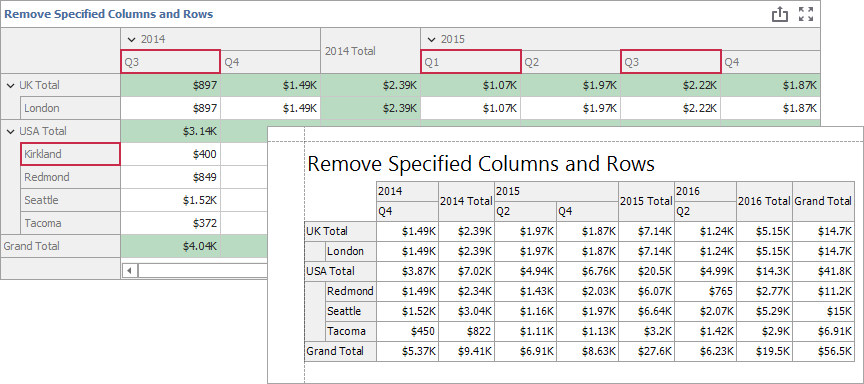 Remove Specified Columns and Rows
2014 2014 Total 2015
Q3 Q4 Q1 Q2 Q3 Q4
UK Total $897 $1.49K $2.39K $1.07K $1.97K $2.22K $1.87K
London $897 $1.49K $2.39K $1.07K $1.97K $2.22K $1.87K
USA Total $3.14K
Kirkland $400
Redmond $849
Seattle $1.52K
Tacoma $372
Grand Total $4.04K
Remove Specified Columns and Rows
2014 2014 Total 2015 2015 Total 2016 2016 Total Grand Total
Q4 Q2 Q4 Q2
UK Total $1.49K $2.39K $1.97K $1.87K $7.14K $1.24K $5.15K $14.7K
London $1.49K $2.39K $1.97K $1.87K $7.14K $1.24K $5.15K $14.7K
USA Total $3.87K $7.02K $4.94K $6.76K $20.5K $4.99K $14.3K $41.8K
Redmond $1.49K $2.34K $1.43K $2.03K $6.07K $765 $2.77K $11.2K
Seattle $1.52K $3.04K $1.16K $1.97K $6.64K $2.07K $5.29K $15K
Tacoma $450 $822 $1.11K $1.13K $3.2K $1.42K $2.9K $6.91K
Grand Total $5.37K $9.41K $6.91K $8.63K $27.6K $6.23K $19.5K $56.5K